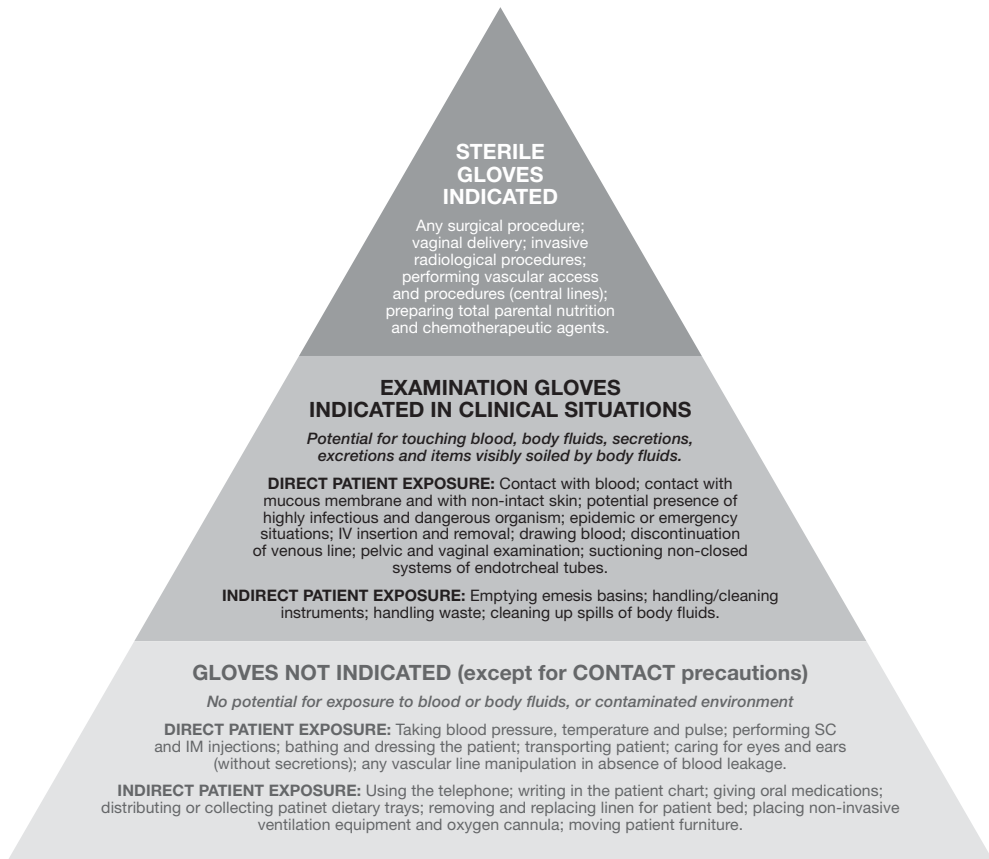 STERILE
GLOVES
INDICATED
Any surgical procedure;
vaginal delivery; invasive
radiological procedures;
performing vascular access
and procedures (central lines);
preparing total parental nutrition
and chemotherapeutic agents.
EXAMINATION GLOVES
INDICATED IN CLINICAL SITUATIONS
Potential for touching blood, body fluids, secretions,
excretions and items visibly soiled by body fluids.
DIRECT PATIENT EXPOSURE: Contact with blood; contact with
mucous membrane and with non-intact skin; potential presence of
highly infectious and dangerous organism; epidemic or emergency
situations; IV insertion and removal; drawing blood; discontinuation
of venous line; pelvic and vaginal examination; suctioning non-closed
systems of endotrcheal tubes.
INDIRECT PATIENT EXPOSURE: Emptying emesis basins; handling/cleaning
instruments; handling waste; cleaning up spills of body fluids.
GLOVES NOT INDICATED (except for CONTACT precautions)
No potential for exposure to blood or body fluids, or contaminated environment
DIRECT PATIENT EXPOSURE: Taking blood pressure, temperature and pulse; performing SC
and IM injections; bathing and dressing the patient; transporting patient; caring for eyes and ears
(without secretions); any vascular line manipulation in absence of blood leakage.
INDIRECT PATIENT EXPOSURE: Using the telephone; writing in the patient chart; giving oral medications;
distributing or collecting patinet dietary trays; removing and replacing linen for patient bed; placing non-invasive
ventilation equipment and oxygen cannula; moving patient furniture.